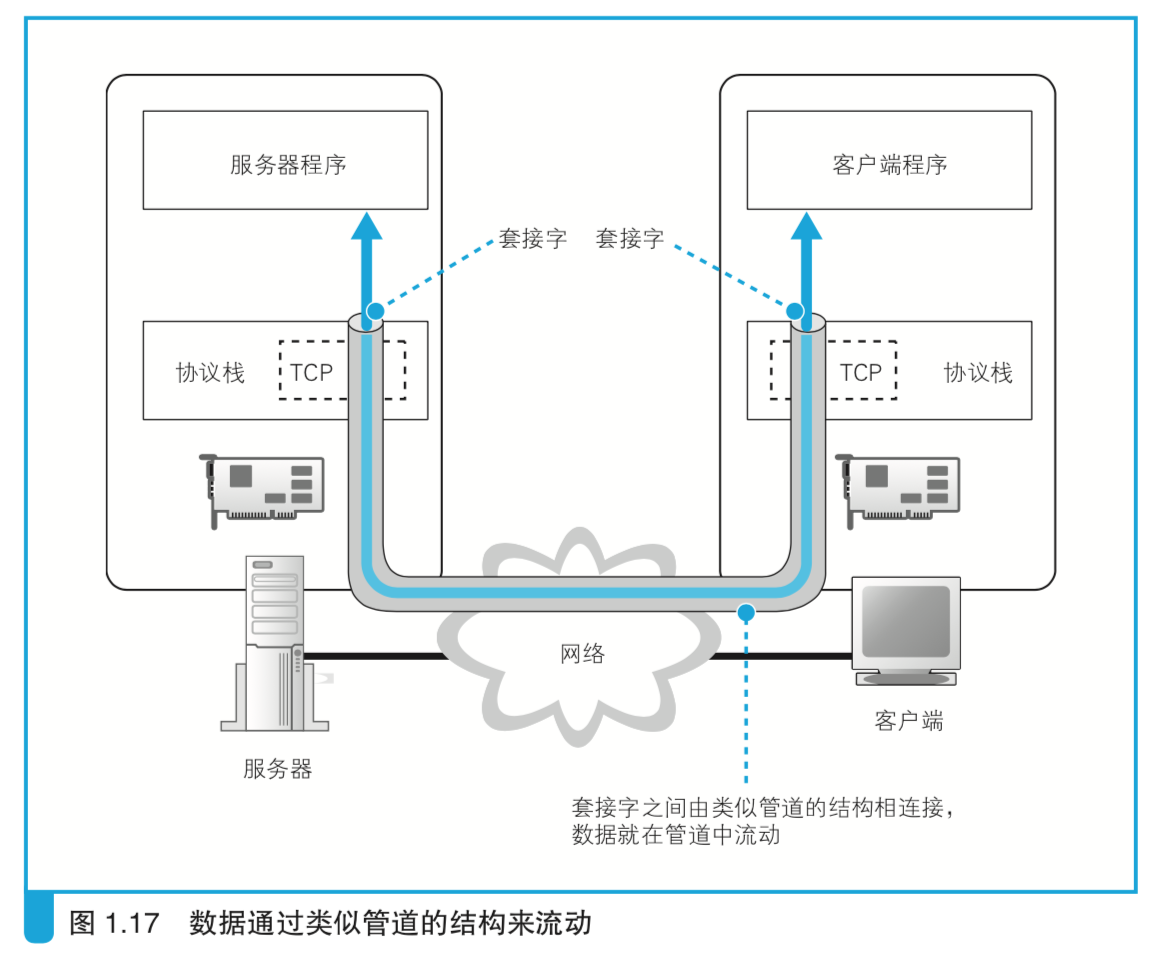 服务器程序
客户端程序
套接字
套接字
协议栈
TCP
TCP
协议栈
网络
服务器
客户端
套接字之间由类似管道的结构相连接，
数据就在管道中流动
图 1.17 数据通过类似管道的结构来流动